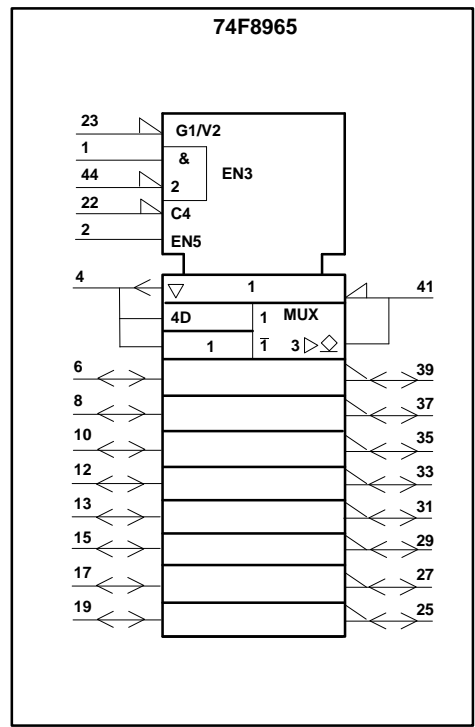 74F8965
23 G1/V2
1 &
EN3
44 2
22 C4
2 EN5
4 ▽ 1 41
4D 1 MUX
1 1̅ 3 ▷ ◇̲
6 39
8 37
10 35
12 33
13 31
15 29
17 27
19 25